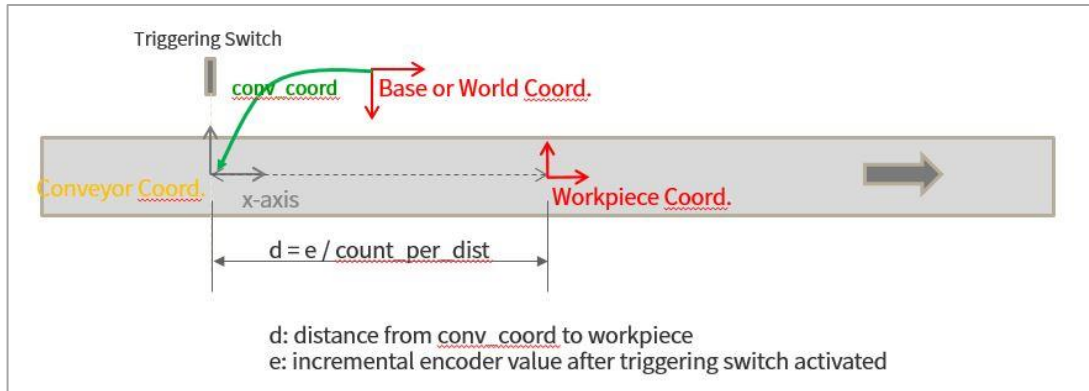 Triggering Switch
conv_coord
Base or World Coord.
Conveyor Coord.
x-axis
Workpiece Coord.
d = e / count_per_dist
d: distance from conv_coord to workpiece
e: incremental encoder value after triggering switch activated